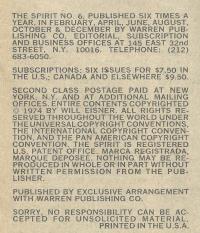 THE SPIRIT NO. 6. PUBLISHED SIX TIMES A
YEAR, IN FEBRUARY, APRIL, JUNE, AUGUST,
OCTOBER & DECEMBER BY WARREN PUB-
LISHING CO. EDITORIAL, SUBSCRIPTION
AND BUSINESS OFFICES AT 145 EAST 32nd
STREET, N.Y. 10016. TELEPHONE: (212)
683-6050.
SUBSCRIPTIONS: SIX ISSUES FOR $7.50 IN
THE U.S.; CANADA AND ELSEWHERE $9.50.
SECOND CLASS POSTAGE PAID AT NEW
YORK, N.Y. AND AT ADDITIONAL MAILING
OFFICES. ENTIRE CONTENTS COPYRIGHTED
© 1974 BY WILL EISNER. ALL RIGHTS RE-
SERVED THROUGHOUT THE WORLD UNDER
THE UNIVERSAL COPYRIGHT CONVENTIONS,
THE INTERNATIONAL COPYRIGHT CONVEN-
TION, AND THE PAN AMERICAN COPYRIGHT
CONVENTION. THE SPIRIT IS REGISTERED
U.S. PATENT OFFICE. MARCA REGISTRADA,
MARQUE DEPOSEE. NOTHING MAY BE RE-
PRODUCED IN WHOLE OR IN PART WITHOUT
WRITTEN PERMISSION FROM THE PUB-
LISHER.
PUBLISHED BY EXCLUSIVE ARRANGEMENT
WITH WARREN PUBLISHING CO.
SORRY, NO RESPONSIBILITY CAN BE AC-
CEPTED FOR UNSOLICITED MATERIAL.
PRINTED IN THE U.S.A.